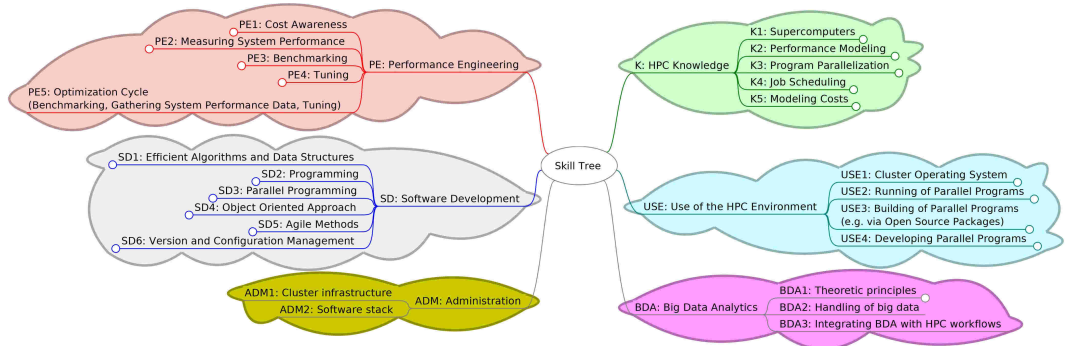 PE1: Cost Awareness
PE2: Measuring System Performance
PE3: Benchmarking
PE4: Tuning
PE5: Optimization Cycle
(Benchmarking, Gathering System Performance Data, Tuning)
PE: Performance Engineering
SD1: Efficient Algorithms and Data Structures
SD2: Programming
SD3: Parallel Programming
SD4: Object Oriented Approach
SD5: Agile Methods
SD6: Version and Configuration Management
SD: Software Development
ADM1: Cluster infrastructure
ADM2: Software stack
ADM: Administration
Skill Tree
K: HPC Knowledge
K1: Supercomputers
K2: Performance Modeling
K3: Program Parallelization
K4: Job Scheduling
K5: Modeling Costs
USE: Use of the HPC Environment
USE1: Cluster Operating System
USE2: Running of Parallel Programs
USE3: Building of Parallel Programs
(e.g. via Open Source Packages)
USE4: Developing Parallel Programs
BDA: Big Data Analytics
BDA1: Theoretic principles
BDA2: Handling of big data
BDA3: Integrating BDA with HPC workflows